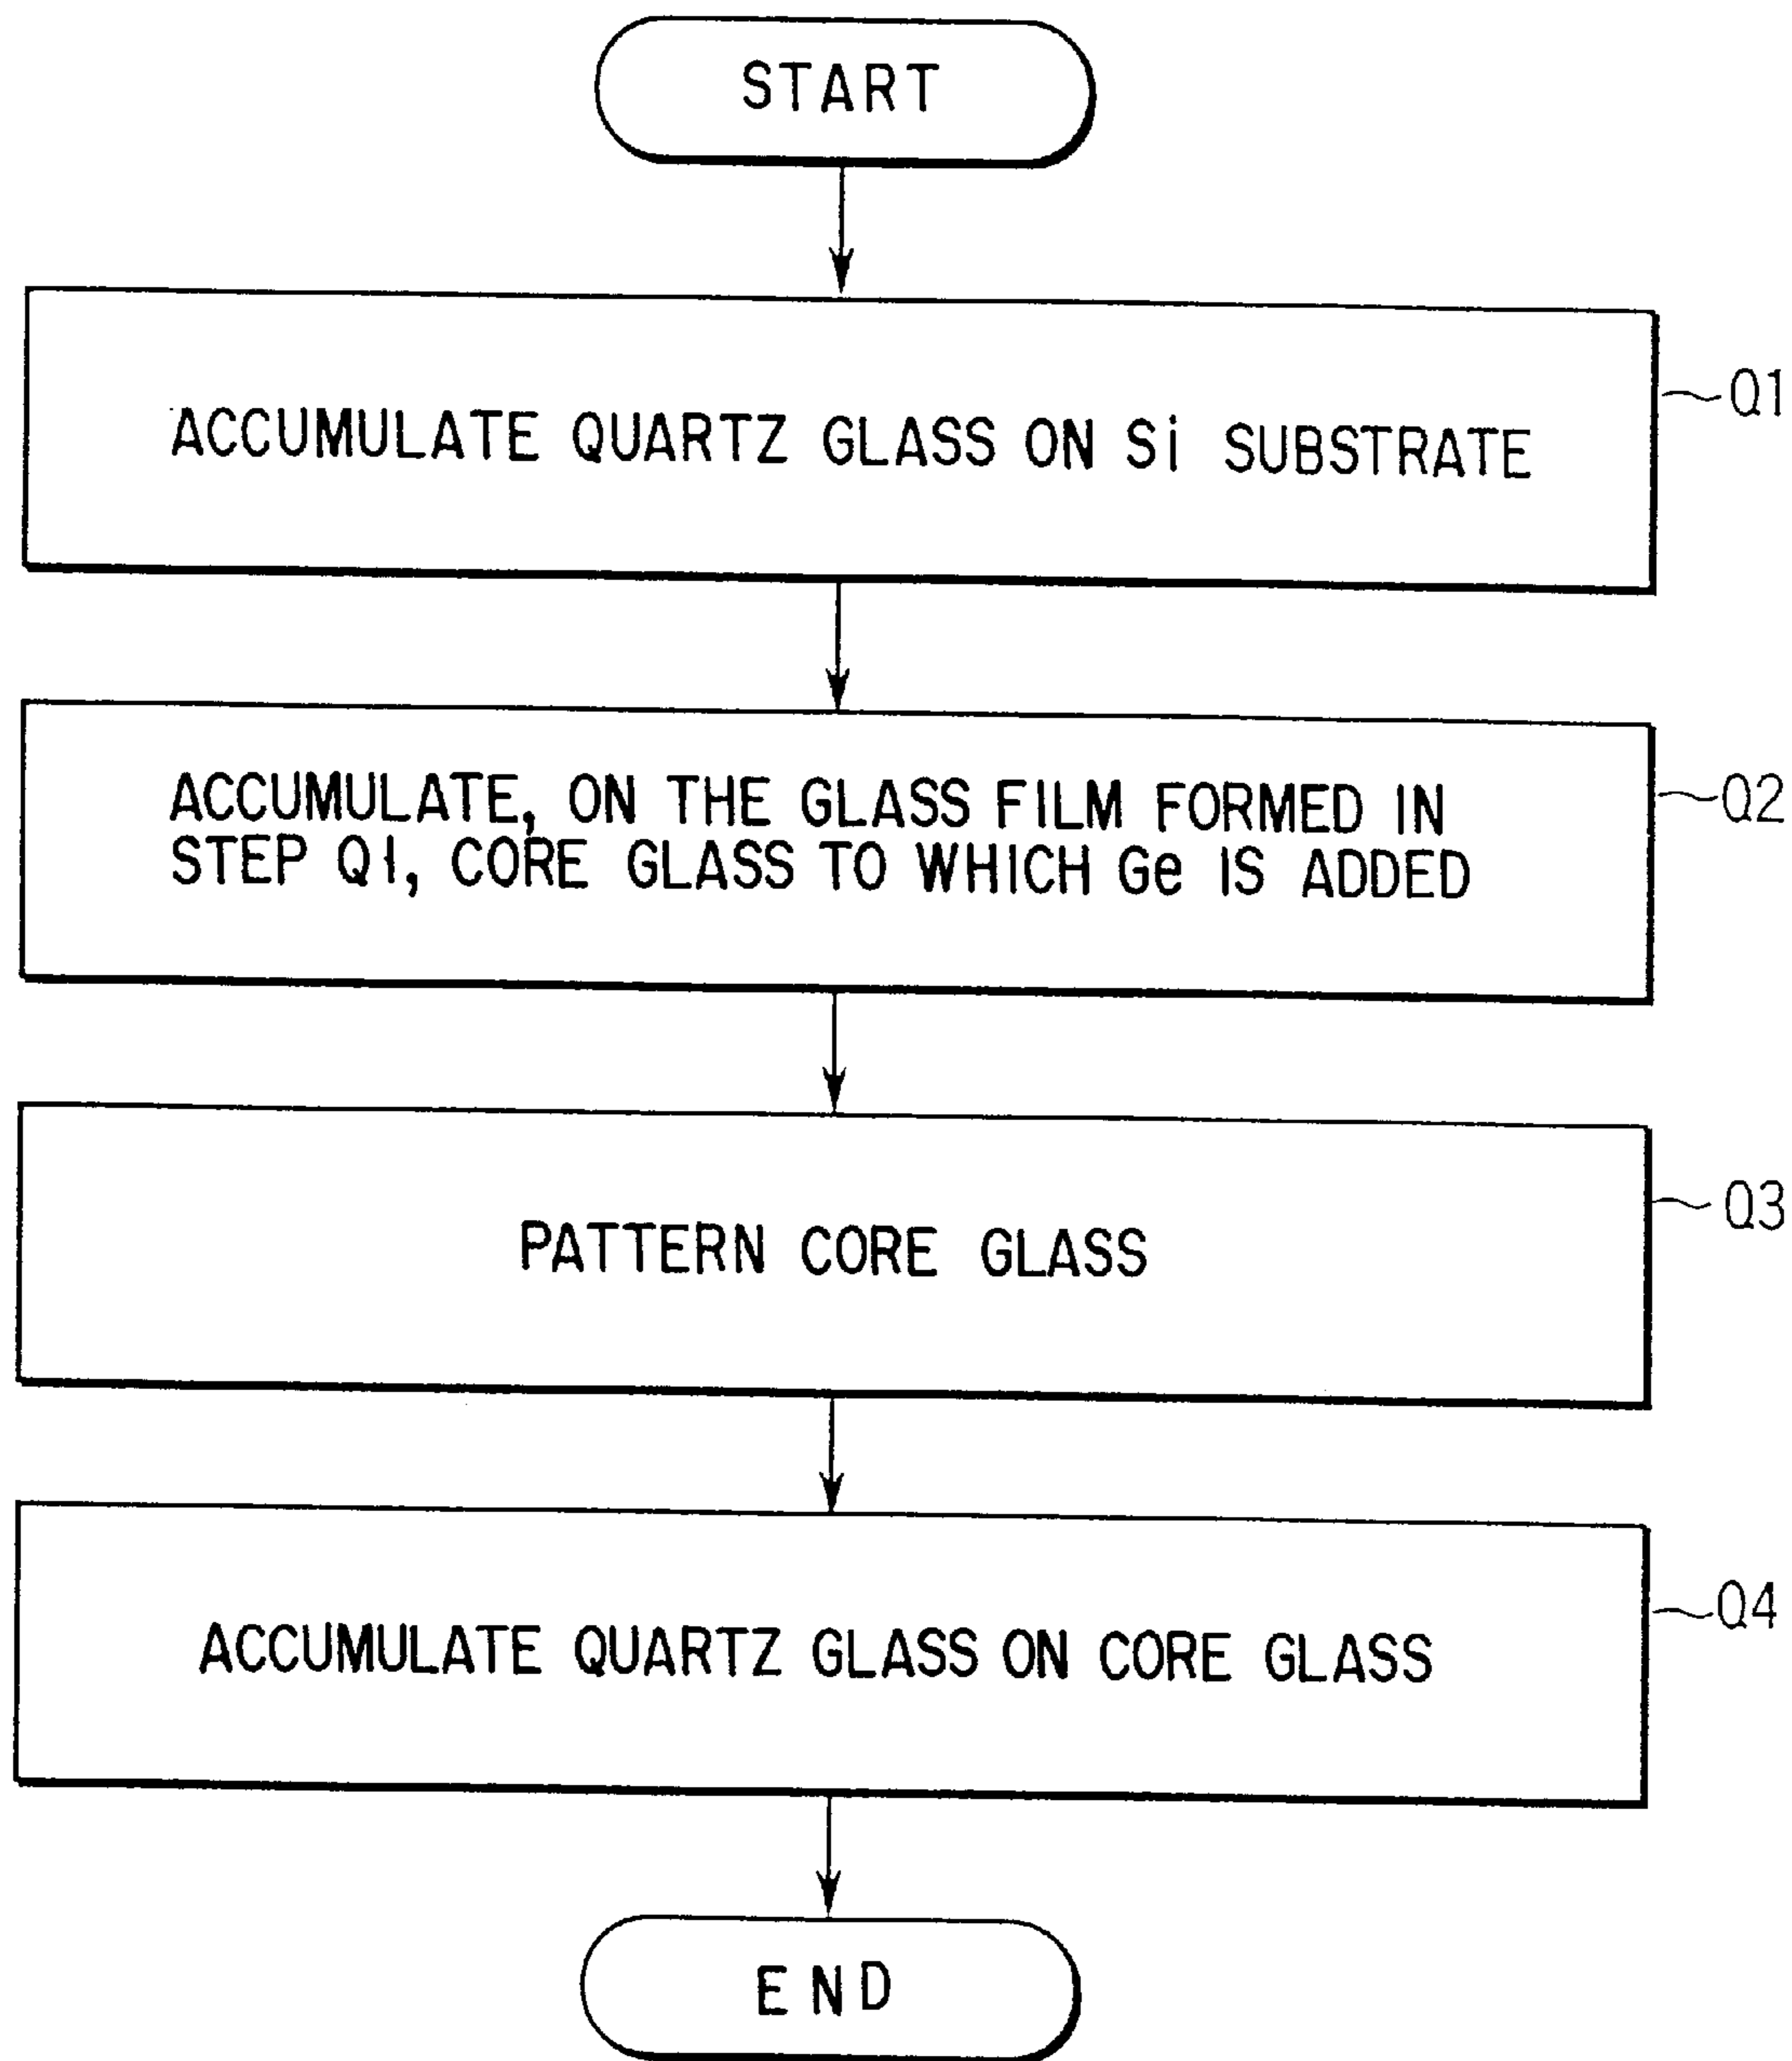 START
ACCUMULATE QUARTZ GLASS ON Si SUBSTRATE
Q1
ACCUMULATE, ON THE GLASS FILM FORMED IN
STEP Q1, CORE GLASS TO WHICH Ge IS ADDED
Q2
PATTERN CORE GLASS
Q3
ACCUMULATE QUARTZ GLASS ON CORE GLASS
Q4
END